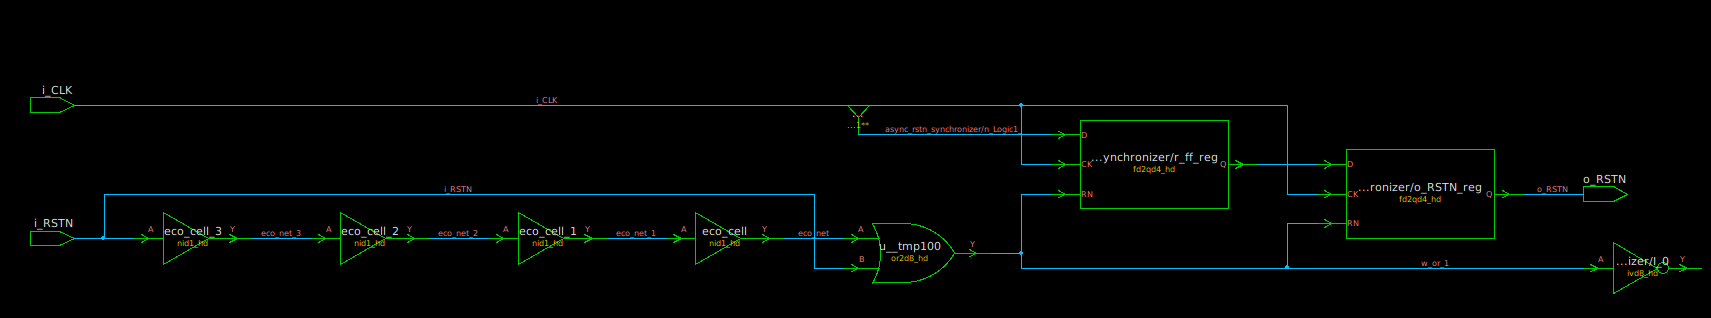 i_CLK
i_CLK
...
...1**
async_rstn_synchronizer/n_Logic1
D
...ynchronizer/r_ff_reg
CK
Q
fd2qd4_hd
RN
D
...ronizer/o_RSTN_reg
CK
Q
fd2qd4_hd
RN
o_RSTN
o_RSTN
i_RSTN
i_RSTN
A
eco_cell_3
Y
nid1_hd
eco_net_3
A
eco_cell_2
Y
nid1_hd
eco_net_2
A
eco_cell_1
Y
nid1_hd
eco_net_1
A
eco_cell
Y
nid1_hd
eco_net
A
u__tmp100
Y
B
or2d8_hd
w_or_1
A
...izer/I_0
Y
ivd8_hd